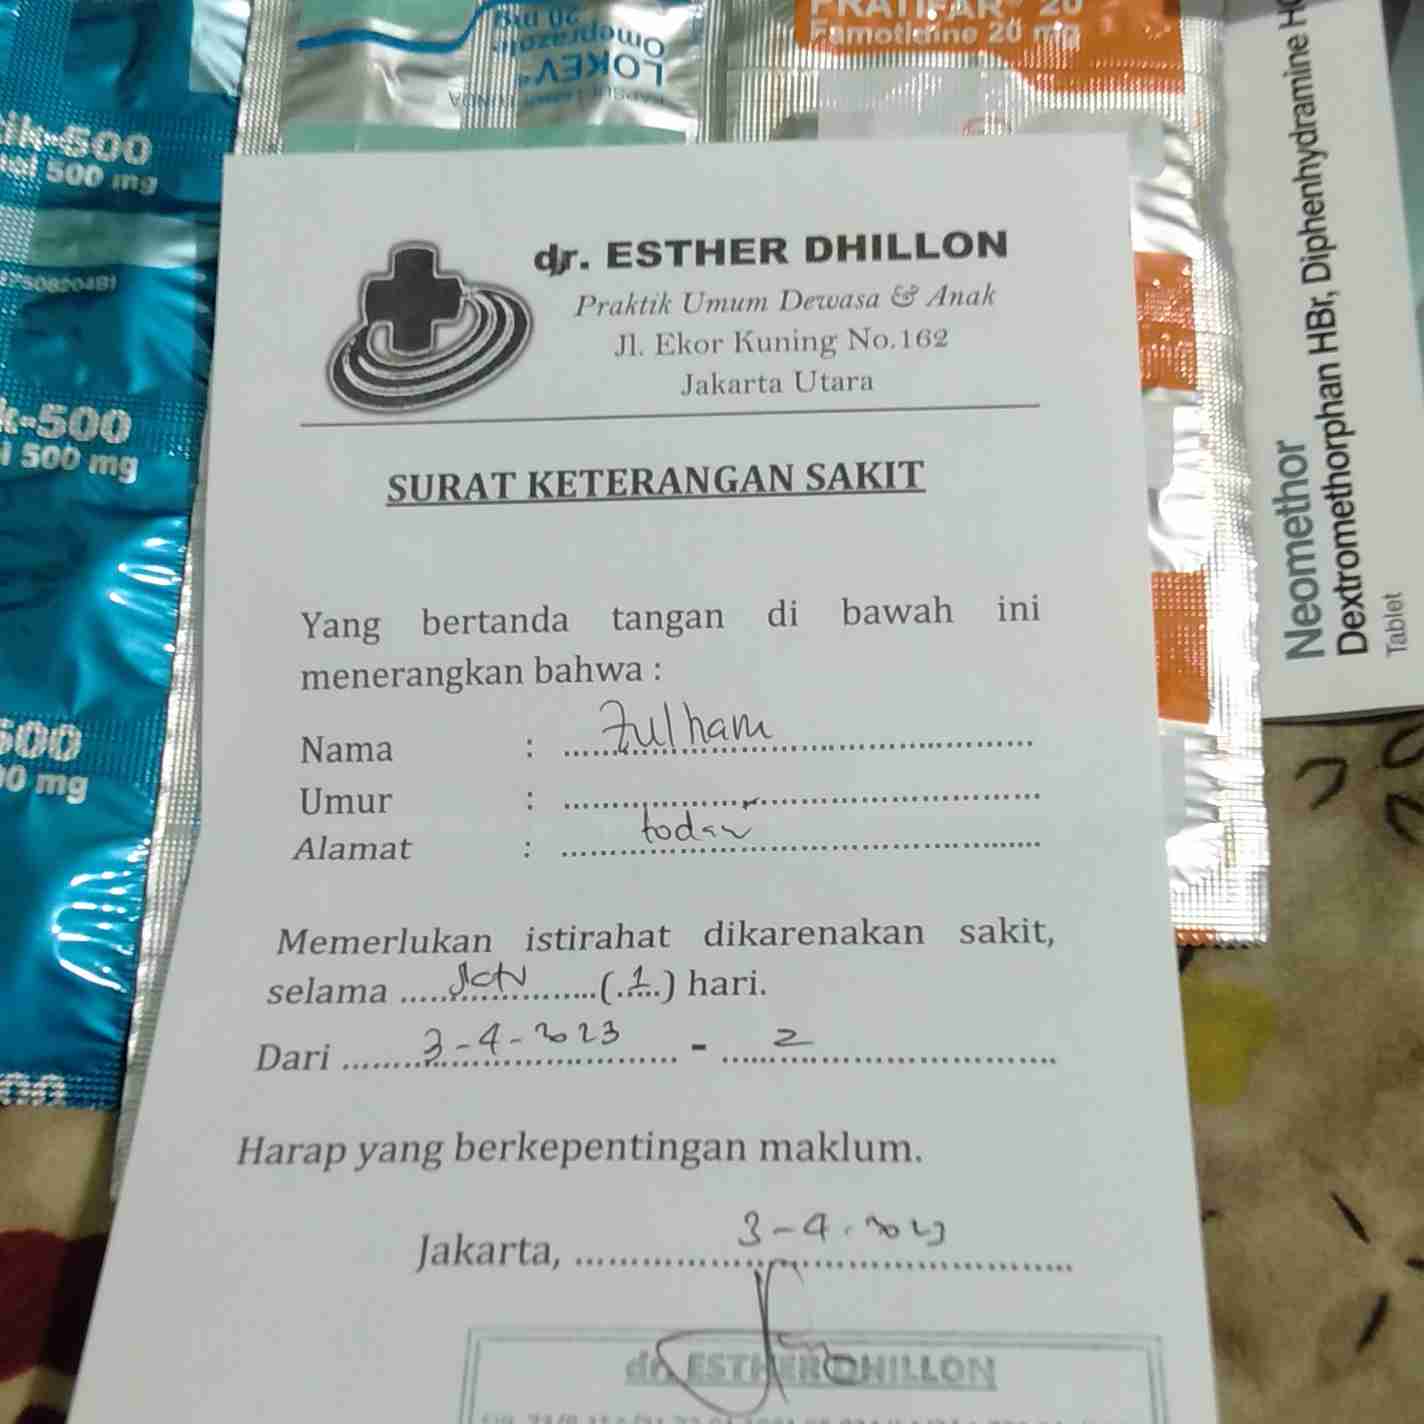 500
500 mg
500
500 mg
LOKEV
Omeprazole
20 mg
PRATIFAR 20
Famotidine 20 mg
Neomethor
Dextromethorphan HBr, Diphenhydramine
Tablet
dr. ESTHER DHILLON
Praktik Umum Dewasa & Anak
Jl. Ekor Kuning No.162
Jakarta Utara
SURAT KETERANGAN SAKIT
Yang bertanda tangan di bawah ini
menerangkan bahwa :
Nama : Zulham
Umur :
Alamat :
Memerlukan istirahat dikarenakan sakit,
selama (1) hari.
Dari 3-4-2023 -
Harap yang berkepentingan maklum.
Jakarta, 3-4-2023
dr. ESTHER DHILLON